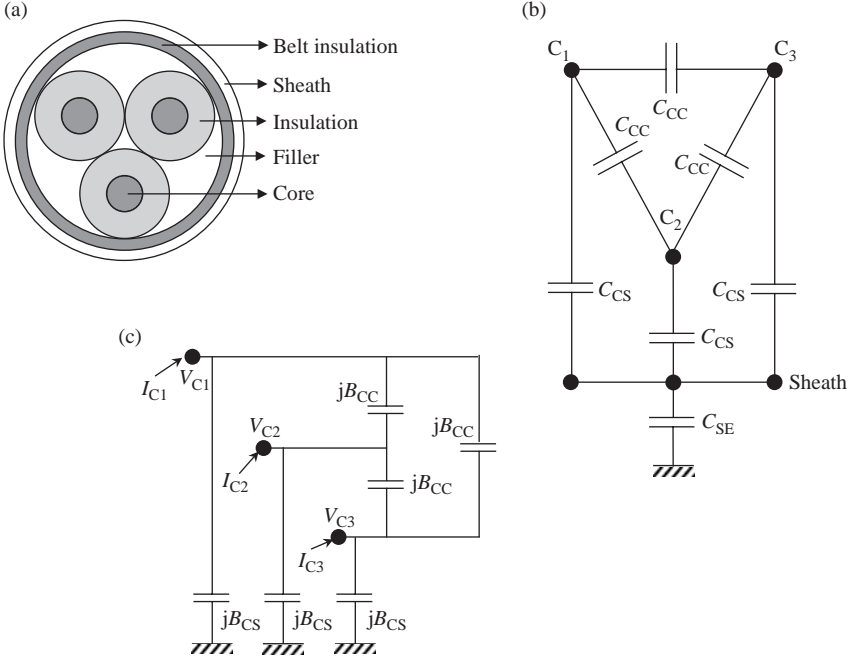 (a)
Belt insulation
Sheath
Insulation
Filler
Core
(b)
C1
C3
CCC
CCC
CCC
C2
CCS
CCS
CCS
Sheath
CSE
(c)
IC1
VC1
jBCC
jBCC
VC2
IC2
jBCC
VC3
IC3
jBCS
jBCS
jBCS